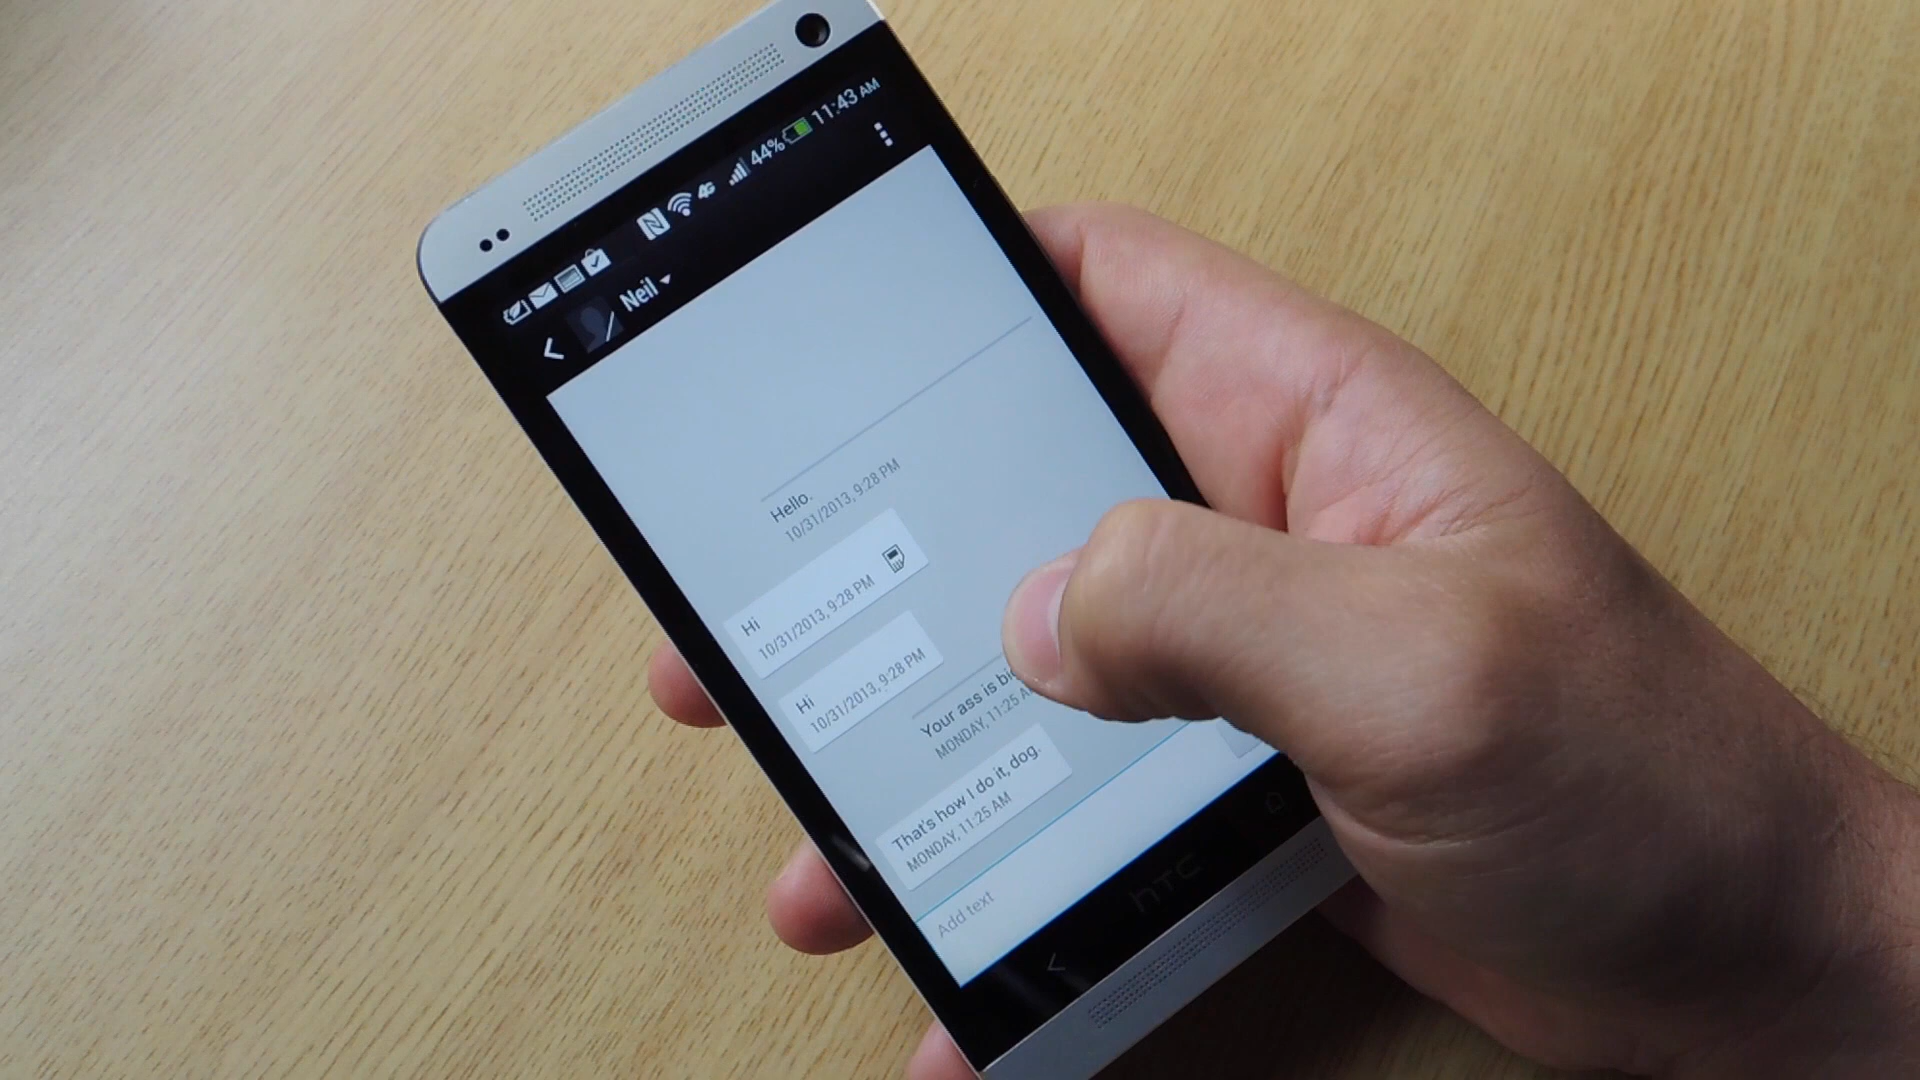 4G 44% 11:43 AM
Neil
Hello.
10/31/2013, 9:28 PM
Hi
10/31/2013, 9:28 PM
Hi
10/31/2013, 9:28 PM
Your ass is
MONDAY, 11:25
That's how I do it, dog.
MONDAY, 11:25 AM
Add text
hTC